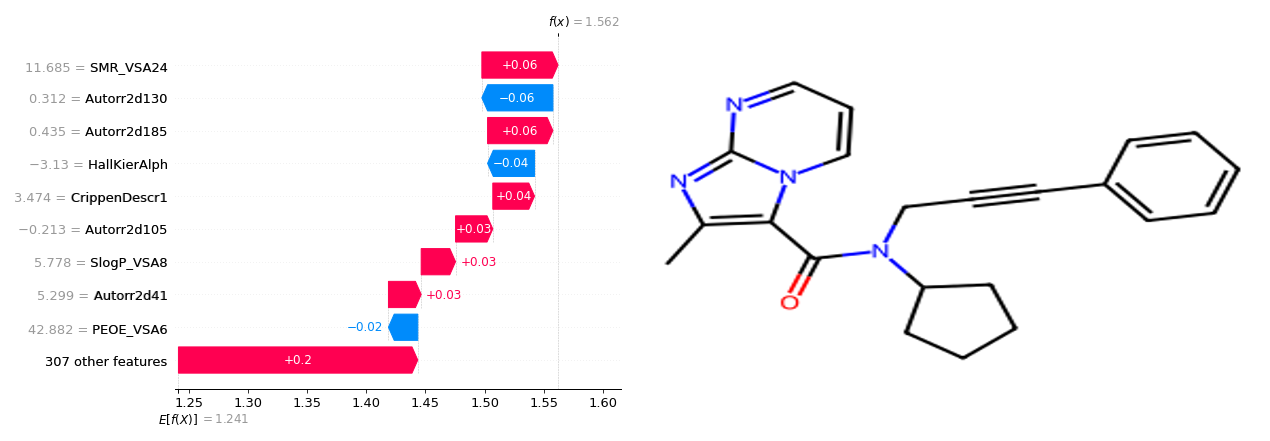 f(x) = 1.562
11.685 = SMR_VSA24
+0.06
0.312 = Autorr2d130
−0.06
0.435 = Autorr2d185
+0.06
−3.13 = HallKierAlph
−0.04
3.474 = CrippenDescr1
+0.04
−0.213 = Autorr2d105
+0.03
5.778 = SlogP_VSA8
+0.03
5.299 = Autorr2d41
+0.03
42.882 = PEOE_VSA6
−0.02
307 other features
+0.2
1.25 1.30 1.35 1.40 1.45 1.50 1.55 1.60
E[f(X)] = 1.241
N
N
N
N
O